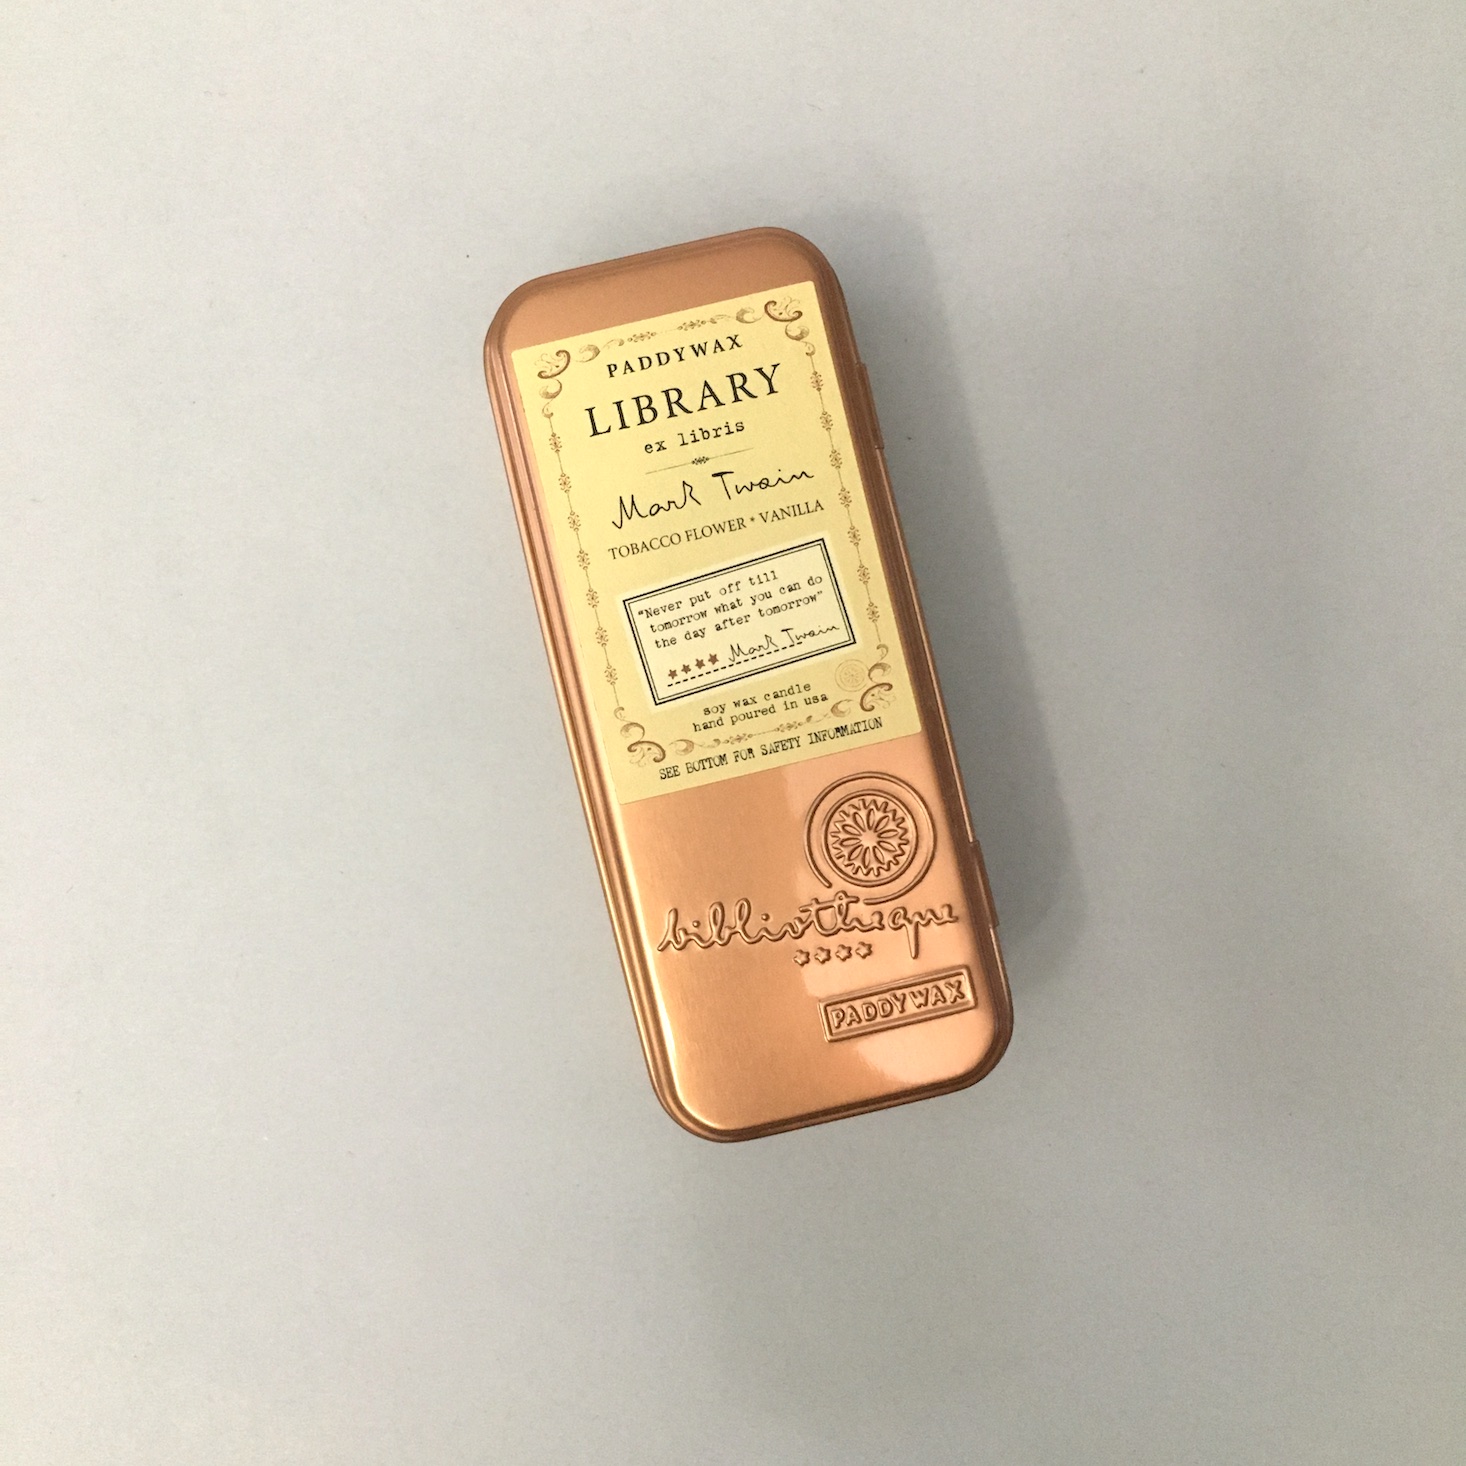 PADDYWAX
LIBRARY
ex libris
Mark Twain
TOBACCO FLOWER * VANILLA
"Never put off till
tomorrow what you can do
the day after tomorrow"
Mark Twain
soy wax candle
hand poured in usa
SEE BOTTOM FOR SAFETY INFORMATION
bibliotheque
PADDYWAX